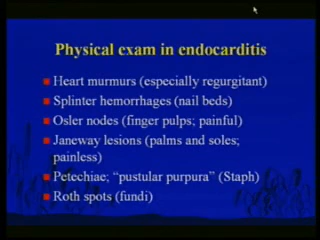 Physical exam in endocarditis
Heart murmurs (especially regurgitant)
Splinter hemorrhages (nail beds)
Osler nodes (finger pulps; painful)
Janeway lesions (palms and soles;
painless)
Petechiae; “pustular purpura” (Staph)
Roth spots (fundi)